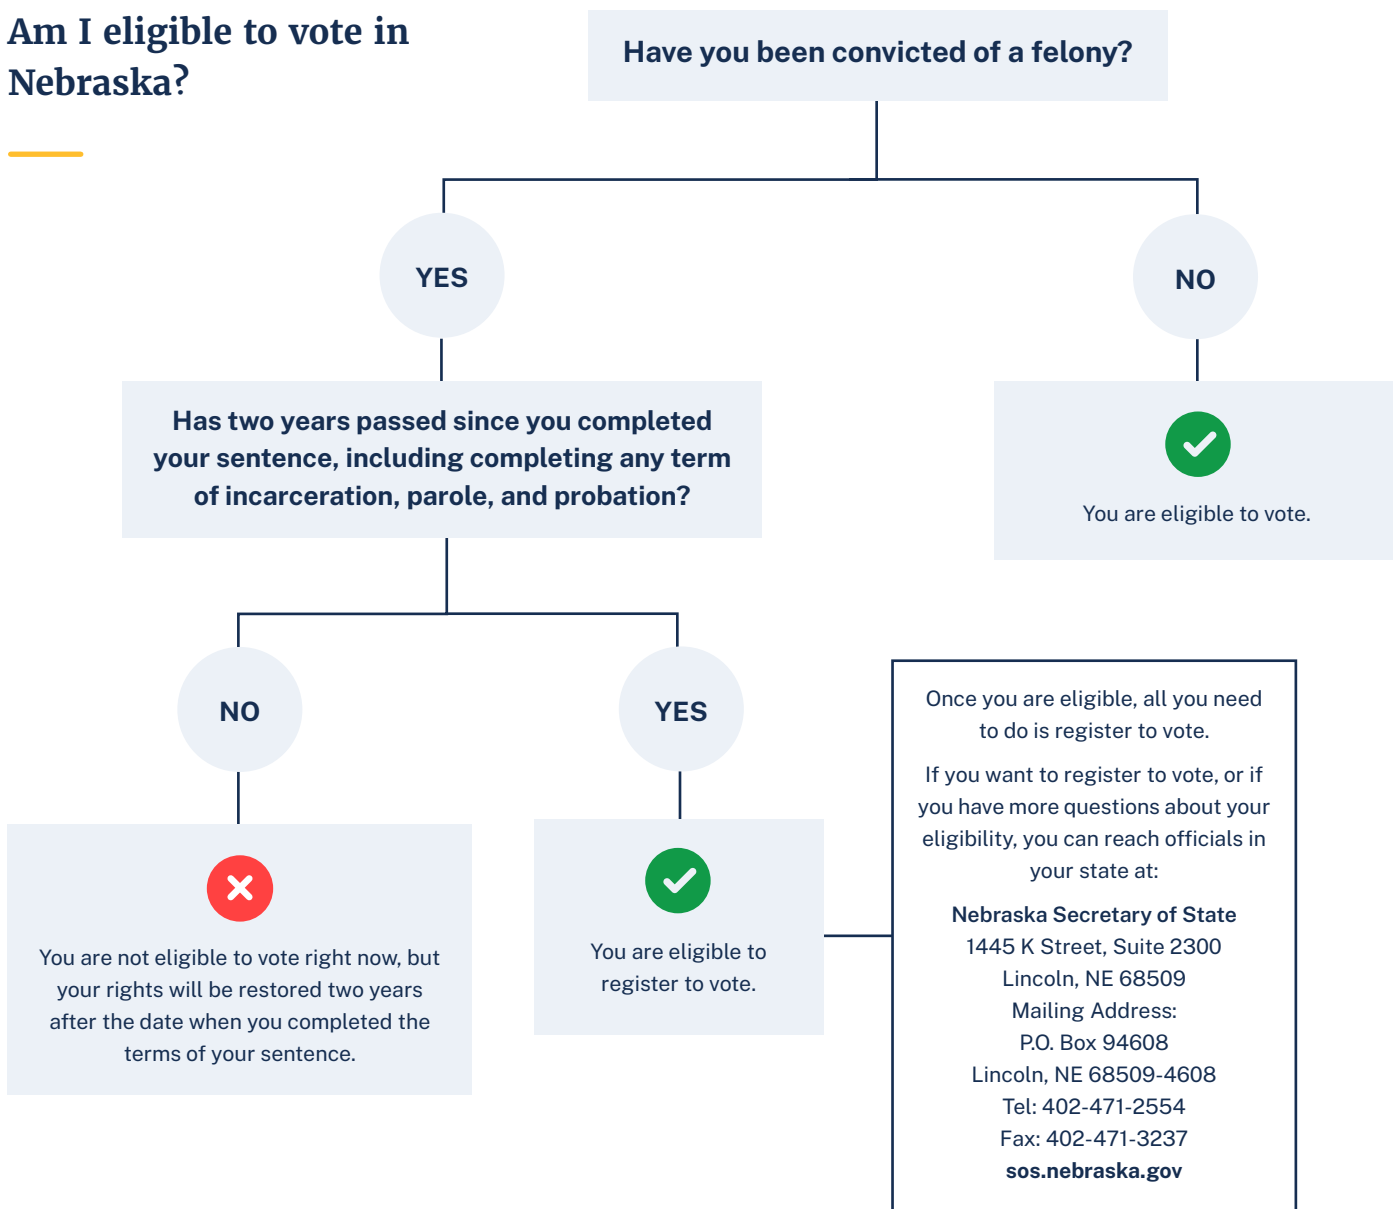 Am I eligible to vote in
Nebraska?
Have you been convicted of a felony?
YES
NO
Has two years passed since you completed
your sentence, including completing any term
of incarceration, parole, and probation?
You are eligible to vote.
NO
YES
You are not eligible to vote right now, but
your rights will be restored two years
after the date when you completed the
terms of your sentence.
You are eligible to
register to vote.
Once you are eligible, all you need
to do is register to vote.
If you want to register to vote, or if
you have more questions about your
eligibility, you can reach officials in
your state at:
Nebraska Secretary of State
1445 K Street, Suite 2300
Lincoln, NE 68509
Mailing Address:
P.O. Box 94608
Lincoln, NE 68509-4608
Tel: 402-471-2554
Fax: 402-471-3237
sos.nebraska.gov